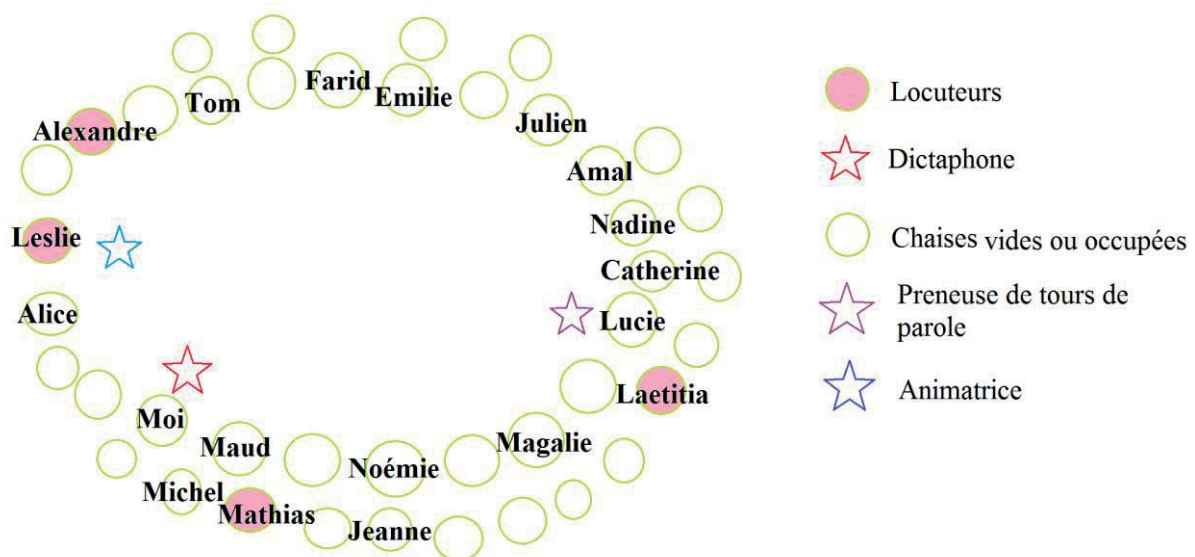 Farid
Emilie
Tom
Julien
Alexandre
Amal
Leslie
Nadine
Catherine
Alice
Lucie
Laetitia
Moi
Maud
Magalie
Noémie
Michel
Mathias
Jeanne
Locuteurs
Dictaphone
Chaises vides ou occupées
Preneuse de tours de
parole
Animatrice